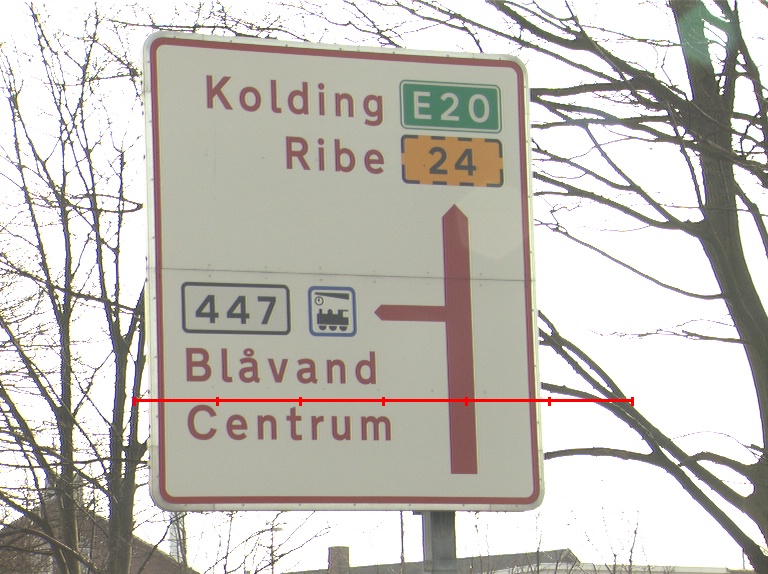 Kolding E20
Ribe 24
447
Blåvand
Centrum